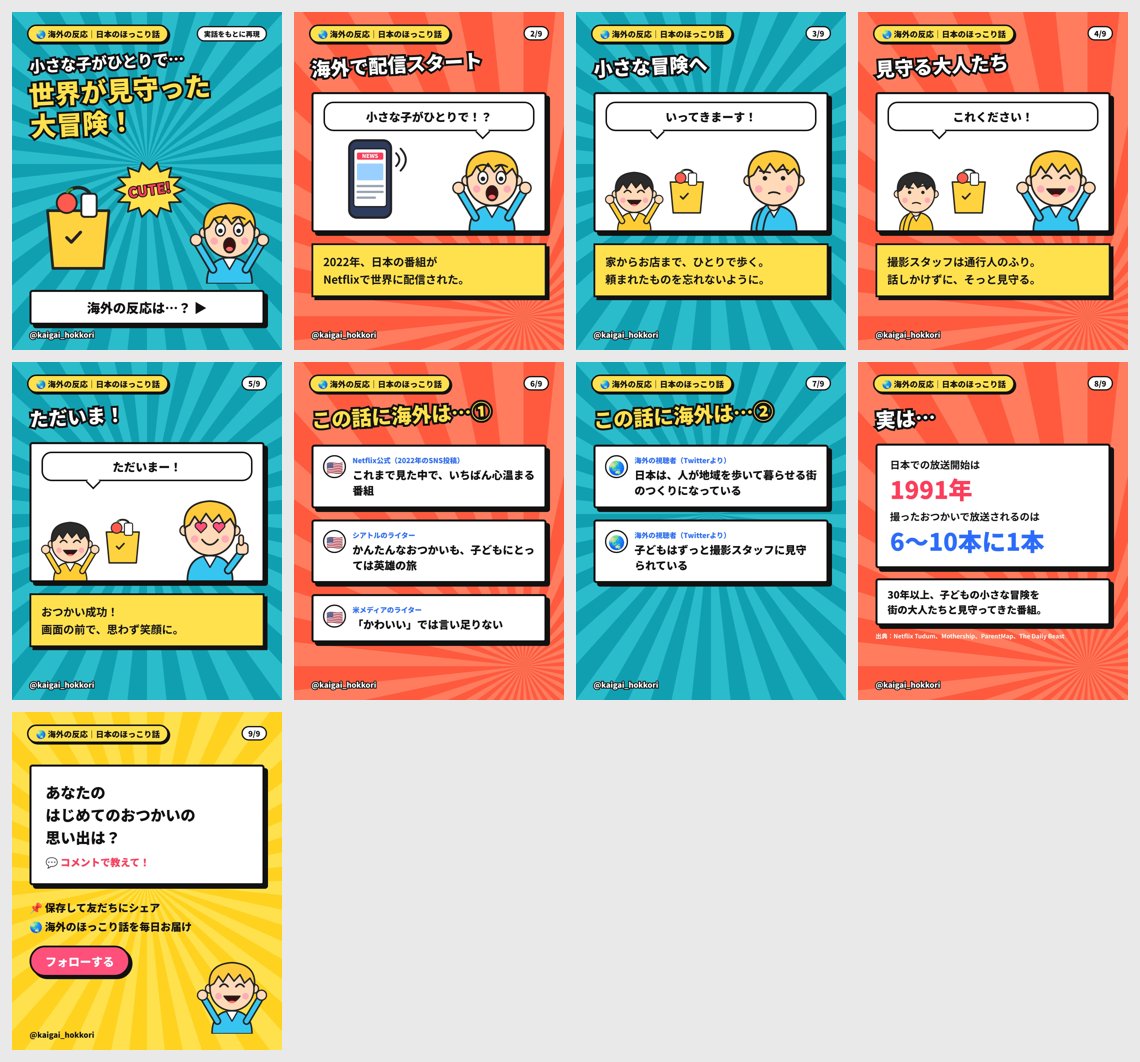 🌏 海外の反応｜日本のほっこり話
実話をもとに再現
小さな子がひとりで…
世界が見守った
大冒険！
CUTE!
海外の反応は…？ ▶
@kaigai_hokkori
🌏 海外の反応｜日本のほっこり話
2/9
海外で配信スタート
小さな子がひとりで！？
NEWS
2022年、日本の番組が
Netflixで世界に配信された。
@kaigai_hokkori
🌏 海外の反応｜日本のほっこり話
3/9
小さな冒険へ
いってきまーす！
家からお店まで、ひとりで歩く。
頼まれたものを忘れないように。
@kaigai_hokkori
🌏 海外の反応｜日本のほっこり話
4/9
見守る大人たち
これください！
撮影スタッフは通行人のふり。
話しかけずに、そっと見守る。
@kaigai_hokkori
🌏 海外の反応｜日本のほっこり話
5/9
ただいま！
ただいまー！
おつかい成功！
画面の前で、思わず笑顔に。
@kaigai_hokkori
🌏 海外の反応｜日本のほっこり話
6/9
この話に海外は…①
Netflix公式（2022年のSNS投稿）
これまで見た中で、いちばん心温まる
番組
シアトルのライター
かんたんなおつかいも、子どもにとっ
ては英雄の旅
米メディアのライター
「かわいい」では言い足りない
@kaigai_hokkori
🌏 海外の反応｜日本のほっこり話
7/9
この話に海外は…②
海外の視聴者（Twitterより）
日本は、人が地域を歩いて暮らせる街
のつくりになっている
海外の視聴者（Twitterより）
子どもはずっと撮影スタッフに見守
られている
@kaigai_hokkori
🌏 海外の反応｜日本のほっこり話
8/9
実は…
日本での放送開始は
1991年
撮ったおつかいで放送されるのは
6〜10本に1本
30年以上、子どもの小さな冒険を
街の大人たちと見守ってきた番組。
出典：Netflix Tudum、Mothership、ParentMap、The Daily Beast
@kaigai_hokkori
🌏 海外の反応｜日本のほっこり話
9/9
あなたの
はじめてのおつかいの
思い出は？
💬 コメントで教えて！
📌 保存して友だちにシェア
🌏 海外のほっこり話を毎日お届け
フォローする
@kaigai_hokkori